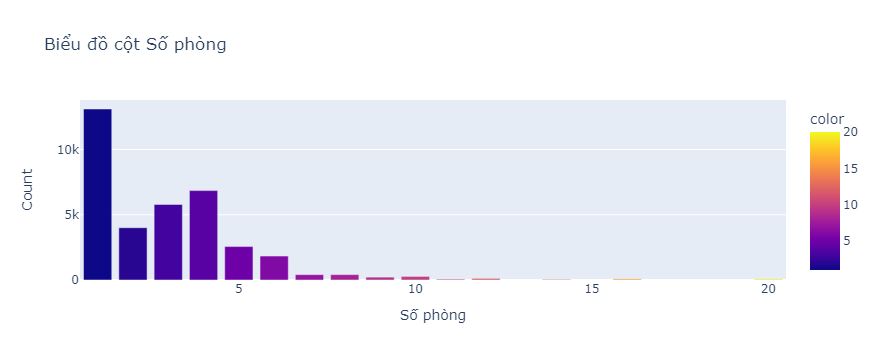 Biểu đồ cột Số phòng
Count
10k
5k
0
5
10
15
20
Số phòng
color
20
15
10
5